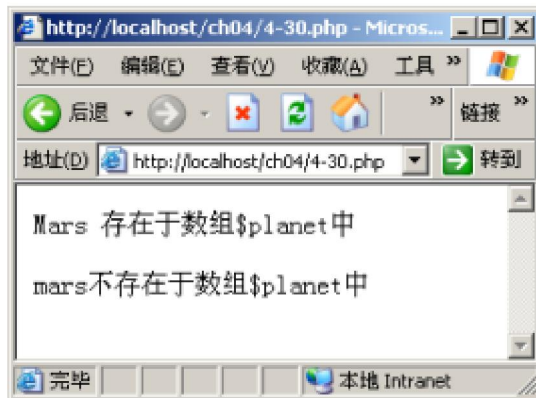 http://localhost/ch04/4-30.php - Micros...
文件(F) 编辑(E) 查看(V) 收藏(A) 工具 »
后退 » 链接 »
地址(D) http://localhost/ch04/4-30.php 转到
Mars 存在于数组$planet中
mars不存在于数组$planet中
完毕 本地 Intranet